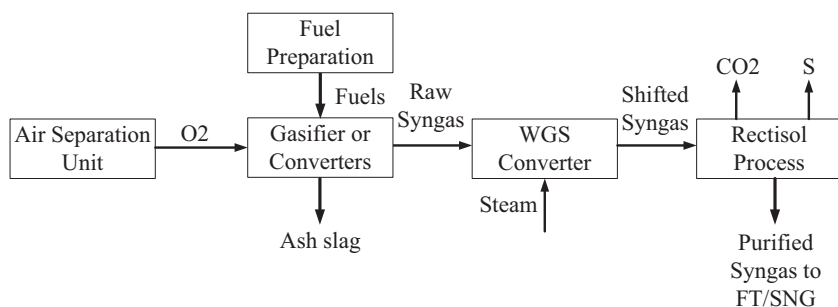 Fuel
Preparation
CO2
S
Fuels
Raw
Syngas
Shifted
Syngas
Air Separation
Unit
O2
Gasifier or
Converters
WGS
Converter
Rectisol
Process
Steam
Ash slag
Purified
Syngas to
FT/SNG